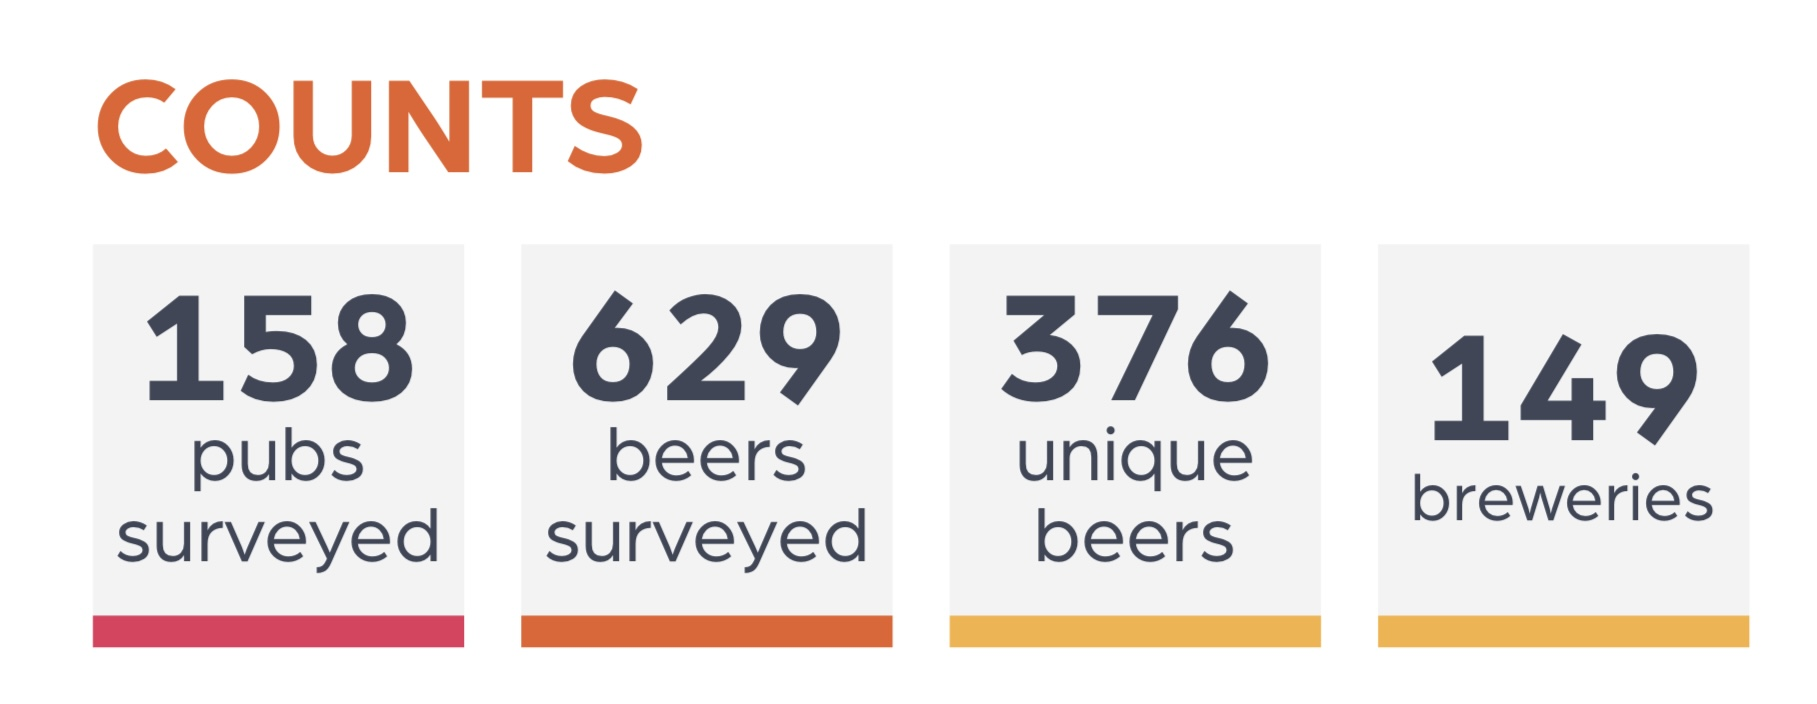 COUNTS
158
pubs
surveyed
629
beers
surveyed
376
unique
beers
149
breweries